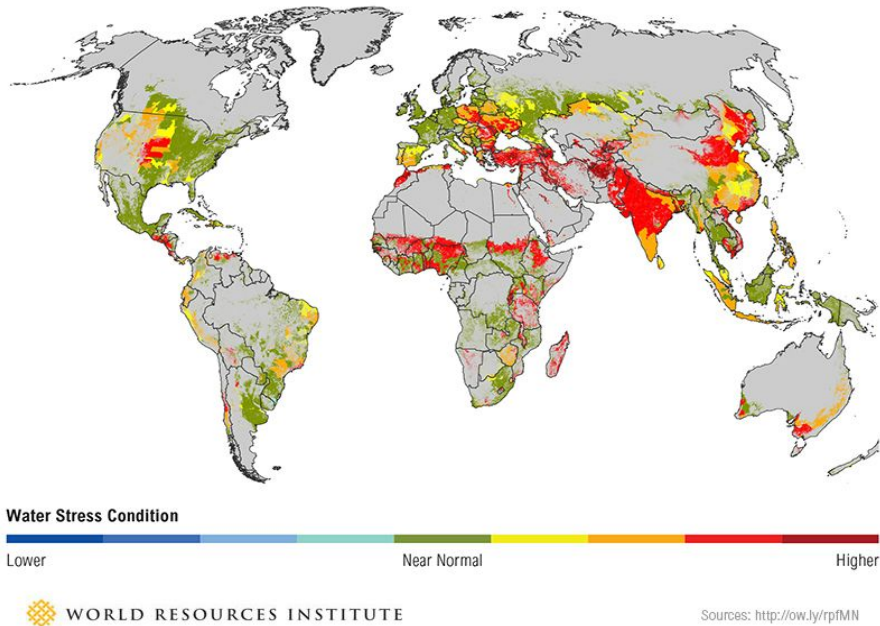 Water Stress Condition
Lower Near Normal Higher
WORLD RESOURCES INSTITUTE Sources: http://ow.ly/rpfMN